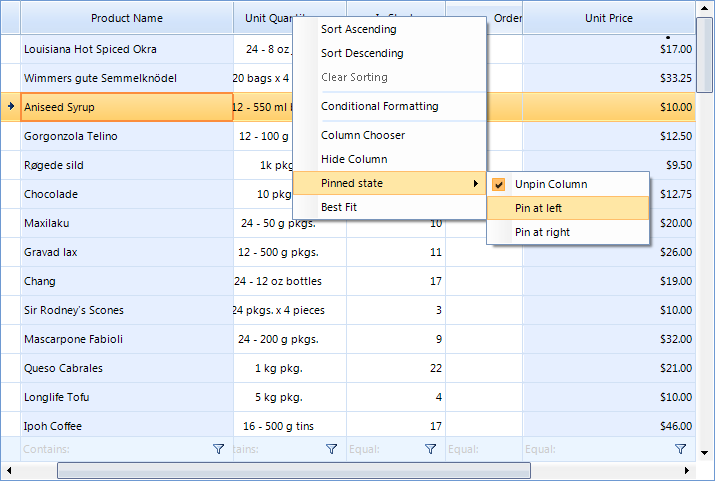 Product Name Unit Quantity In Stock Order Unit Price
Louisiana Hot Spiced Okra 24 - 8 oz j $17.00
Wimmers gute Semmelknödel 20 bags x 4 $33.25
Aniseed Syrup 12 - 550 ml $10.00
Gorgonzola Telino 12 - 100 g $12.50
Røgede sild 1k pkg. $9.50
Chocolade 10 pkg. $12.75
Maxilaku 24 - 50 g pkgs. 10 $20.00
Gravad lax 12 - 500 g pkgs. 11 $26.00
Chang 24 - 12 oz bottles 17 $19.00
Sir Rodney's Scones 24 pkgs. x 4 pieces 3 $10.00
Mascarpone Fabioli 24 - 200 g pkgs. 9 $32.00
Queso Cabrales 1 kg pkg. 22 $21.00
Longlife Tofu 5 kg pkg. 4 $10.00
Ipoh Coffee 16 - 500 g tins 17 $46.00
Contains: tains: Equal: Equal: Equal:
Sort Ascending
Sort Descending
Clear Sorting
Conditional Formatting
Column Chooser
Hide Column
Pinned state
Best Fit
Unpin Column
Pin at left
Pin at right